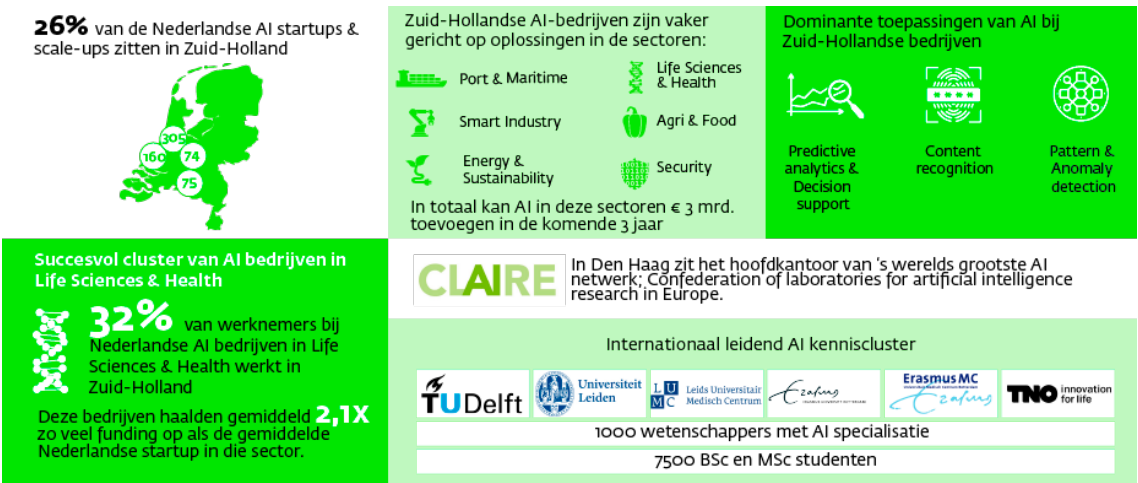 26% van de Nederlandse AI startups &
scale-ups zitten in Zuid-Holland
305
160
74
75
Zuid-Hollandse AI-bedrijven zijn vaker
gericht op oplossingen in de sectoren:
Port & Maritime
Life Sciences
& Health
Smart Industry
Agri & Food
Energy &
Sustainability
Security
In totaal kan AI in deze sectoren € 3 mrd.
toevoegen in de komende 3 jaar
Dominante toepassingen van AI bij
Zuid-Hollandse bedrijven
Predictive
analytics &
Decision
support
Content
recognition
Pattern &
Anomaly
detection
Succesvol cluster van AI bedrijven in
Life Sciences & Health
32% van werknemers bij
Nederlandse AI bedrijven in Life
Sciences & Health werkt in
Zuid-Holland
Deze bedrijven haalden gemiddeld 2,1X
zo veel funding op als de gemiddelde
Nederlandse startup in die sector.
CLAIRE
In Den Haag zit het hoofdkantoor van 's werelds grootste AI
netwerk; Confederation of laboratories for artificial intelligence
research in Europe.
Internationaal leidend AI kenniscluster
TU Delft
Universiteit
Leiden
LU
MC
Leids Universitair
Medisch Centrum
Erasmus
Erasmus MC
Erasmus
TNO innovation
for life
1000 wetenschappers met AI specialisatie
7500 BSc en MSc studenten